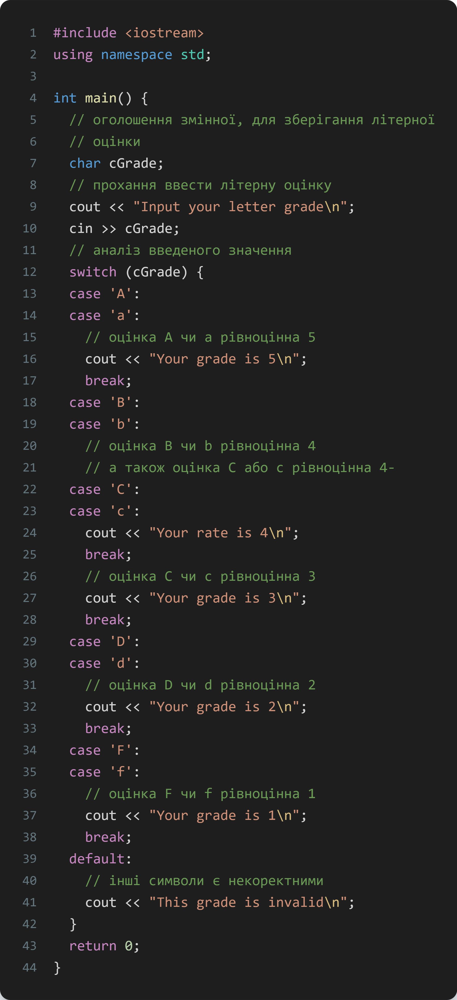 1 #include <iostream>
2 using namespace std;
3
4 int main() {
5   // оголошення змінної, для зберігання літерної
6   // оцінки
7   char cGrade;
8   // прохання ввести літерну оцінку
9   cout << "Input your letter grade\n";
10   cin >> cGrade;
11   // аналіз введеного значення
12   switch (cGrade) {
13   case 'A':
14   case 'a':
15     // оцінка A чи a рівноцінна 5
16     cout << "Your grade is 5\n";
17     break;
18   case 'B':
19   case 'b':
20     // оцінка B чи b рівноцінна 4
21     // а також оцінка C або c рівноцінна 4-
22   case 'C':
23   case 'c':
24     cout << "Your rate is 4\n";
25     break;
26     // оцінка C чи c рівноцінна 3
27     cout << "Your grade is 3\n";
28     break;
29   case 'D':
30   case 'd':
31     // оцінка D чи d рівноцінна 2
32     cout << "Your grade is 2\n";
33     break;
34   case 'F':
35   case 'f':
36     // оцінка F чи f рівноцінна 1
37     cout << "Your grade is 1\n";
38     break;
39   default:
40     // інші символи є некоректними
41     cout << "This grade is invalid\n";
42   }
43   return 0;
44 }